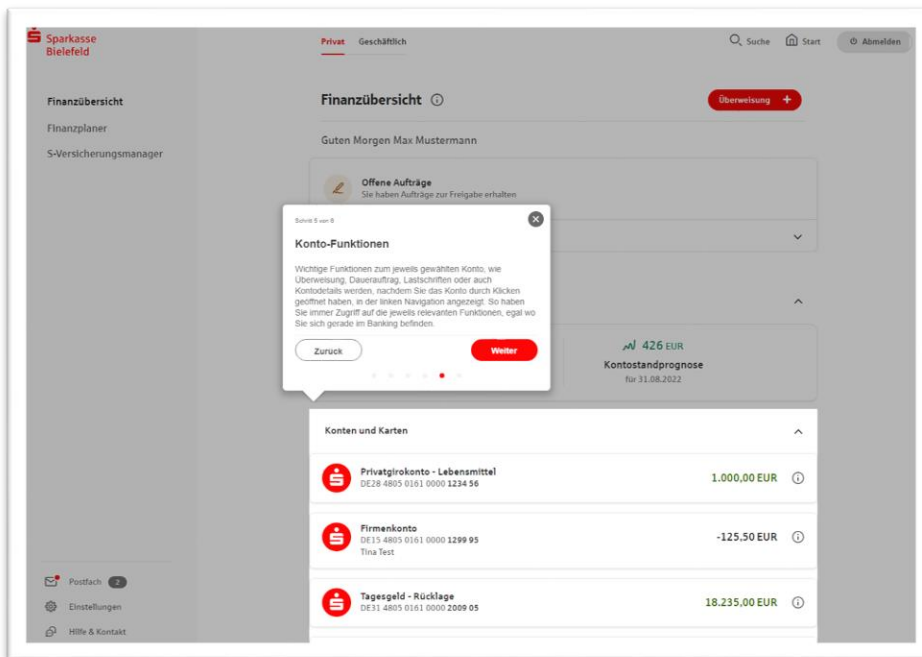 Sparkasse
Bielefeld
Privat Geschäftlich
Suche Start Abmelden
Finanzübersicht
Finanzplaner
S-Versicherungsmanager
Finanzübersicht
Überweisung +
Guten Morgen Max Mustermann
Offene Aufträge
Sie haben Aufträge zur Freigabe erhalten
Konto-Funktionen
Wichtige Funktionen zum jeweils gewählten Konto, wie
Überweisung, Dauerauftrag, Lastschriften oder auch
Kontodetails werden, nachdem Sie das Konto durch Klicken
geöffnet haben, in der linken Navigation angezeigt. So haben
Sie immer Zugriff auf die jeweils relevanten Funktionen, egal wo
Sie sich gerade im Banking befinden.
Zurück Weiter
426 EUR
Kontostandprognose
für 31.08.2022
Konten und Karten
Privatgirokonto - Lebensmittel
DE28 4805 0161 0000 1234 56
1.000,00 EUR
Firmenkonto
DE15 4805 0161 0000 1299 95
Tina Test
-125,50 EUR
Tagesgeld - Rücklage
DE31 4805 0161 0000 2009 05
18.235,00 EUR
Postfach 2
Einstellungen
Hilfe & Kontakt